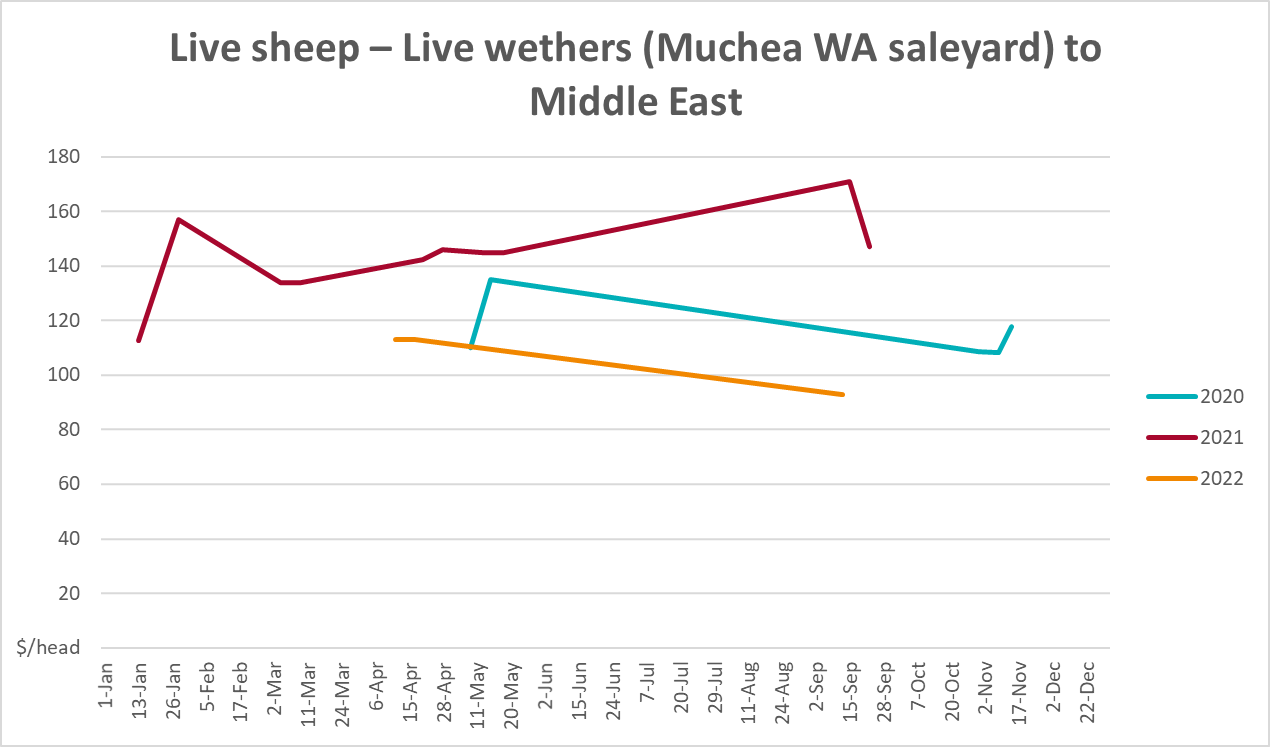 Live sheep – Live wethers (Muchea WA saleyard) to
Middle East
180
160
140
120
100
80
60
40
20
$/head
1-Jan
13-Jan
26-Jan
5-Feb
17-Feb
2-Mar
11-Mar
24-Mar
6-Apr
15-Apr
28-Apr
11-May
20-May
2-Jun
15-Jun
24-Jun
7-Jul
20-Jul
29-Jul
11-Aug
24-Aug
2-Sep
15-Sep
28-Sep
7-Oct
20-Oct
2-Nov
17-Nov
2-Dec
22-Dec
2020
2021
2022